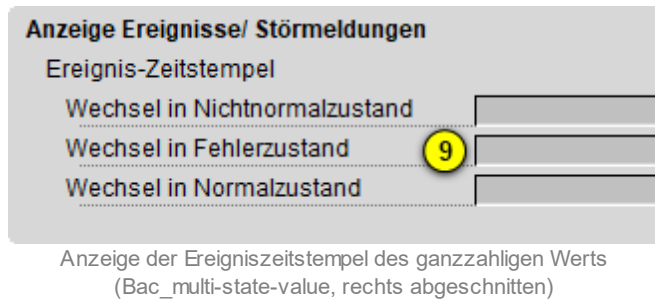 Anzeige Ereignisse/ Störmeldungen
Ereignis-Zeitstempel
Wechsel in Nichtnormalzustand
Wechsel in Fehlerzustand
9
Wechsel in Normalzustand
Anzeige der Ereigniszeitstempel des ganzzahligen Werts
(Bac_multi-state-value, rechts abgeschnitten)